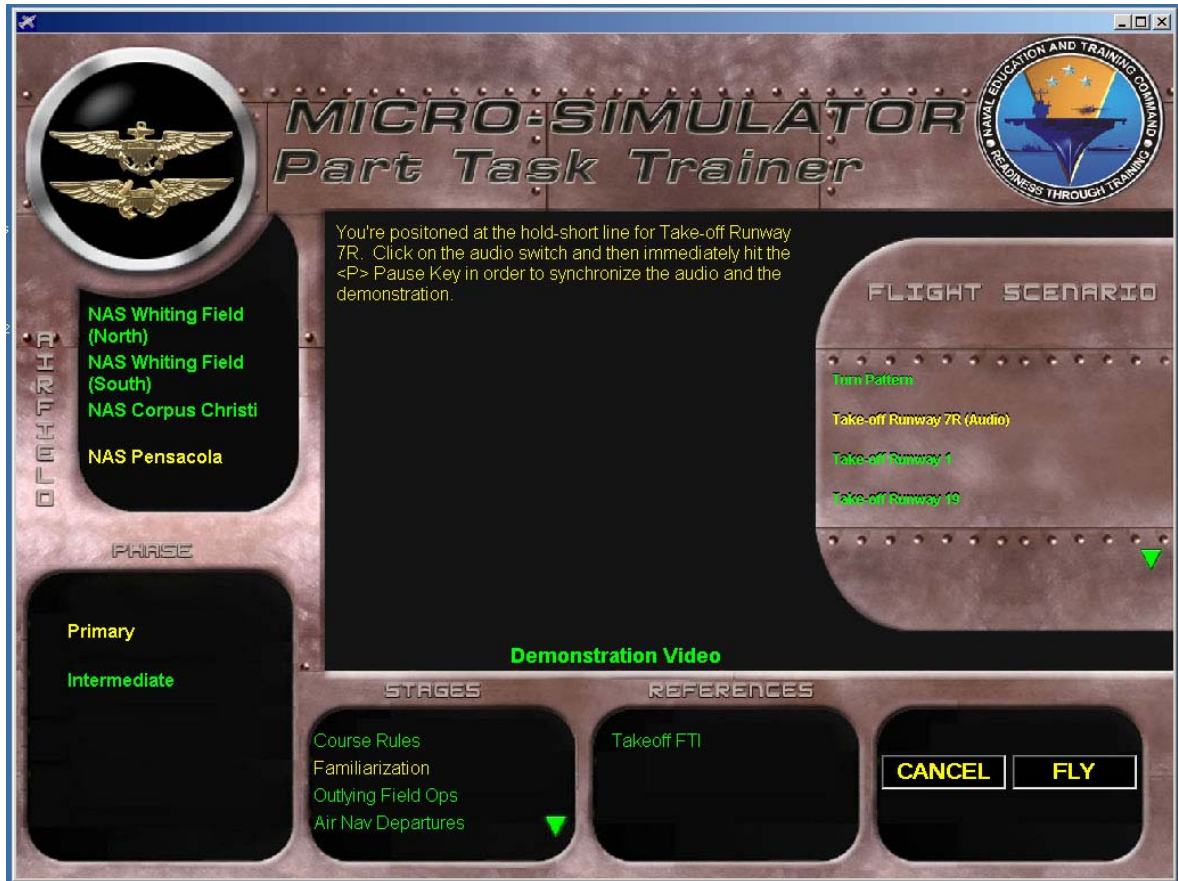 MICRO-SIMULATOR
Part Task Trainer
NAVAL EDUCATION AND TRAINING COMMAND
READINESS THROUGH TRAINING
AIRFIELD
NAS Whiting Field
(North)
NAS Whiting Field
(South)
NAS Corpus Christi
NAS Pensacola
You're positoned at the hold-short line for Take-off Runway
7R. Click on the audio switch and then immediately hit the
<P> Pause Key in order to synchronize the audio and the
demonstration.
FLIGHT SCENARIO
Turn Pattern
Take-off Runway 7R (Audio)
Take-off Runway 1
Take-off Runway 19
PHASE
Primary
Intermediate
Demonstration Video
STAGES
Course Rules
Familiarization
Outlying Field Ops
Air Nav Departures
REFERENCES
Takeoff FTI
CANCEL
FLY